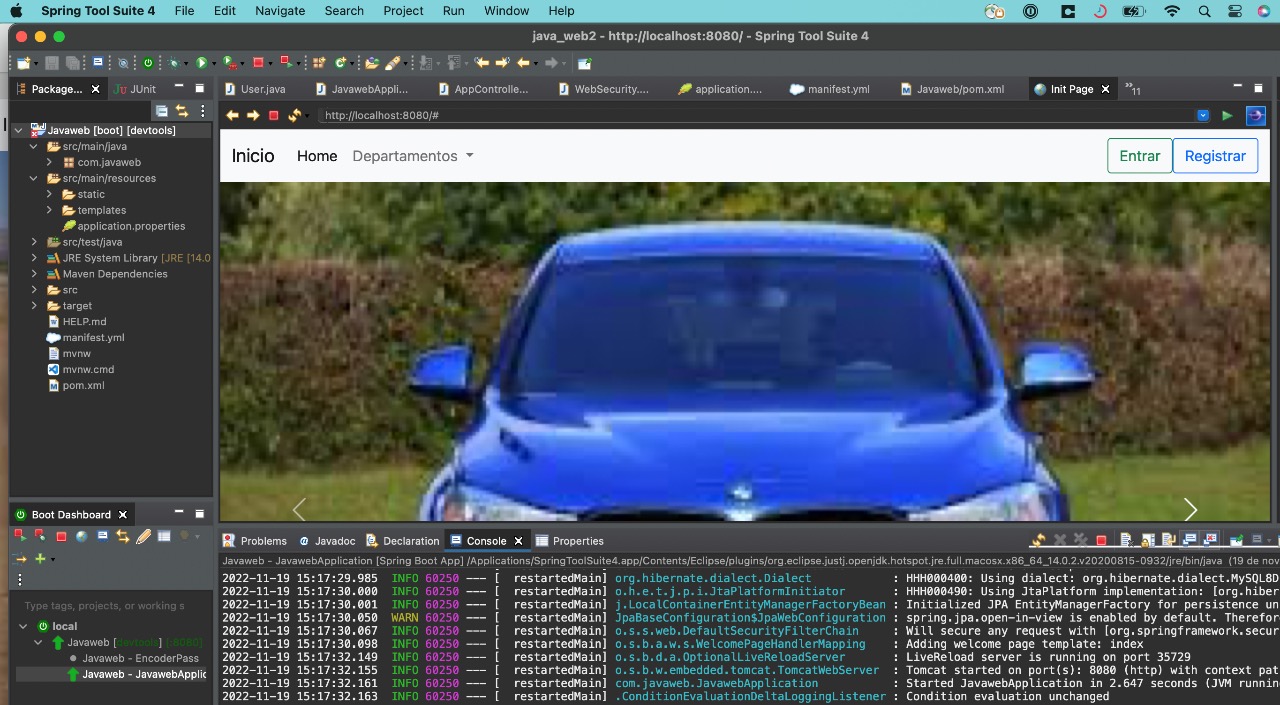 Spring Tool Suite 4 File Edit Navigate Search Project Run Window Help
java_web2 - http://localhost:8080/ - Spring Tool Suite 4
Package... JUnit User.java JavawebAppli... AppControlle... WebSecurity.... application.... manifest.yml Javaweb/pom.xml Init Page 11
http://localhost:8080/#
Javaweb [boot] [devtools]
src/main/java
com.javaweb
src/main/resources
static
templates
application.properties
src/test/java
JRE System Library [JRE [14.0
Maven Dependencies
src
target
HELP.md
manifest.yml
mvnw
mvnw.cmd
pom.xml
Inicio Home Departamentos Entrar Registrar
Boot Dashboard
Type tags, projects, or working s
local
Javaweb [devtools] [:8080]
Javaweb - EncoderPass
Javaweb - JavawebApplic
Problems Javadoc Declaration Console Properties
Javaweb - JavawebApplication [Spring Boot App] /Applications/SpringToolSuite4.app/Contents/Eclipse/plugins/org.eclipse.justj.openjdk.hotspot.jre.full.macosx.x86_64_14.0.2.v20200815-0932/jre/bin/java (19 de nov
2022-11-19 15:17:29.985 INFO 60250 --- [ restartedMain] org.hibernate.dialect.Dialect : HHH000400: Using dialect: org.hibernate.dialect.MySQL8D
2022-11-19 15:17:30.000 INFO 60250 --- [ restartedMain] o.h.e.t.j.p.i.JtaPlatformInitiator : HHH000490: Using JtaPlatform implementation: [org.hiber
2022-11-19 15:17:30.001 INFO 60250 --- [ restartedMain] j.LocalContainerEntityManagerFactoryBean : Initialized JPA EntityManagerFactory for persistence un
2022-11-19 15:17:30.050 WARN 60250 --- [ restartedMain] JpaBaseConfiguration$JpaWebConfiguration : spring.jpa.open-in-view is enabled by default. Therefor
2022-11-19 15:17:30.067 INFO 60250 --- [ restartedMain] o.s.s.web.DefaultSecurityFilterChain : Will secure any request with [org.springframework.secur
2022-11-19 15:17:30.098 INFO 60250 --- [ restartedMain] o.s.b.a.w.s.WelcomePageHandlerMapping : Adding welcome page template: index
2022-11-19 15:17:32.149 INFO 60250 --- [ restartedMain] o.s.b.d.a.OptionalLiveReloadServer : LiveReload server is running on port 35729
2022-11-19 15:17:32.155 INFO 60250 --- [ restartedMain] o.s.b.w.embedded.tomcat.TomcatWebServer : Tomcat started on port(s): 8080 (http) with context pat
2022-11-19 15:17:32.161 INFO 60250 --- [ restartedMain] com.javaweb.JavawebApplication : Started JavawebApplication in 2.647 seconds (JVM runnin
2022-11-19 15:17:32.163 INFO 60250 --- [ restartedMain] .ConditionEvaluationDeltaLoggingListener : Condition evaluation unchanged